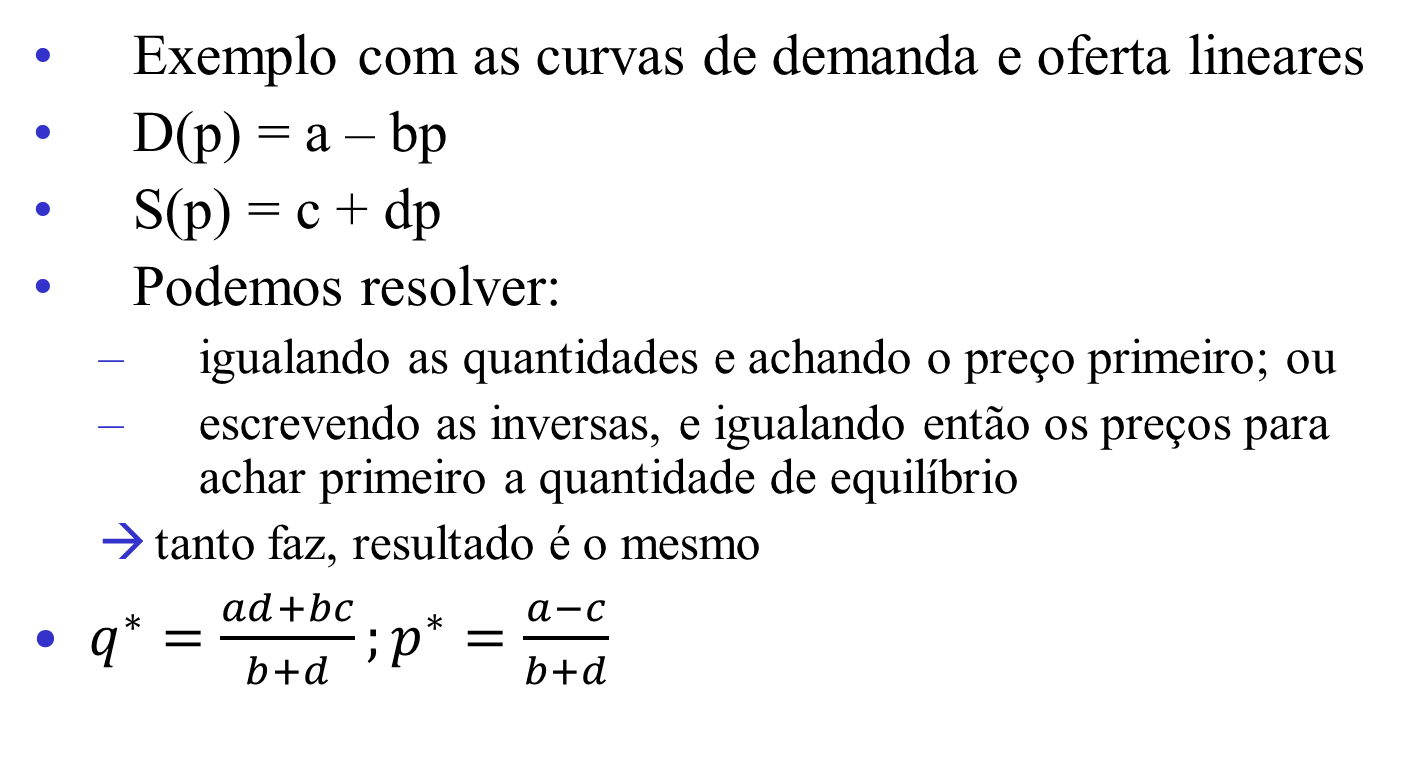 • Exemplo com as curvas de demanda e oferta lineares
• D(p) = a – bp
• S(p) = c + dp
• Podemos resolver:
– igualando as quantidades e achando o preço primeiro; ou
– escrevendo as inversas, e igualando então os preços para
achar primeiro a quantidade de equilíbrio
→ tanto faz, resultado é o mesmo
• q* = \frac{ad+bc}{b+d} ; p* = \frac{a−c}{b+d}